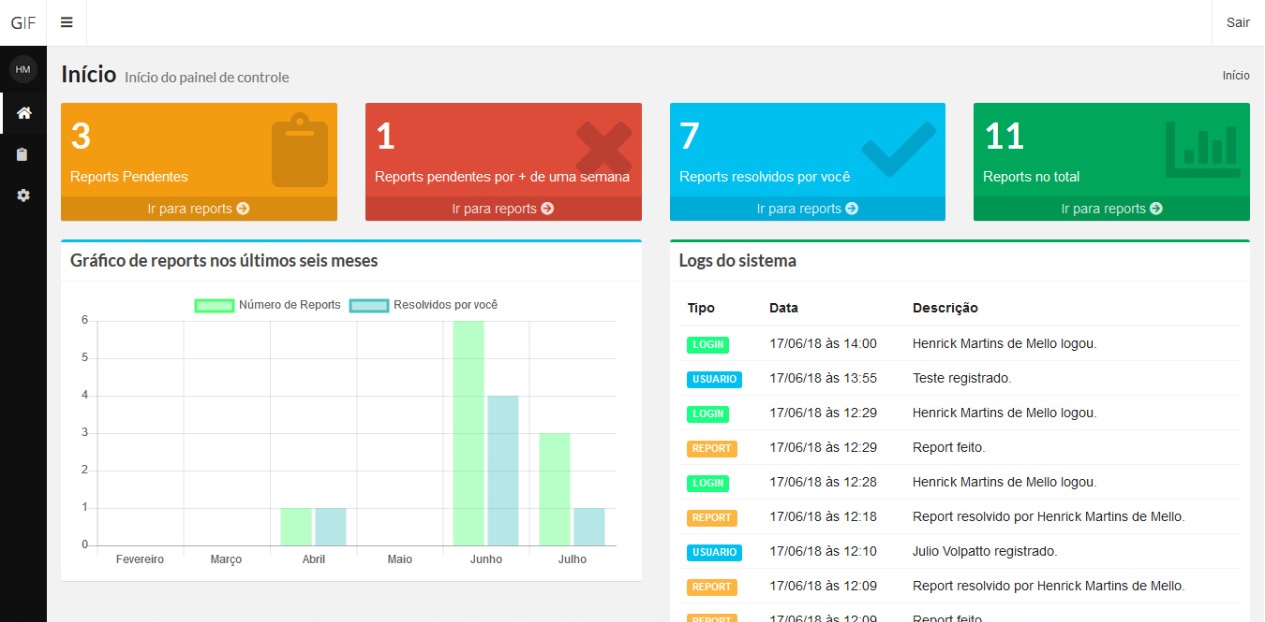 GIF
Sair
HM
Início Início do painel de controle
Início
3
Reports Pendentes
Ir para reports
1
Reports pendentes por + de uma semana
Ir para reports
7
Reports resolvidos por você
Ir para reports
11
Reports no total
Ir para reports
Gráfico de reports nos últimos seis meses
Número de Reports Resolvidos por você
6
5
4
3
2
1
0
Fevereiro Março Abril Maio Junho Julho
Logs do sistema
Tipo Data Descrição
LOGIN 17/06/18 às 14:00 Henrick Martins de Mello logou.
USUARIO 17/06/18 às 13:55 Teste registrado.
LOGIN 17/06/18 às 12:29 Henrick Martins de Mello logou.
REPORT 17/06/18 às 12:29 Report feito.
LOGIN 17/06/18 às 12:28 Henrick Martins de Mello logou.
REPORT 17/06/18 às 12:18 Report resolvido por Henrick Martins de Mello.
USUARIO 17/06/18 às 12:10 Julio Volpatto registrado.
REPORT 17/06/18 às 12:09 Report resolvido por Henrick Martins de Mello.
REPORT 17/06/18 às 12:09 Report feito